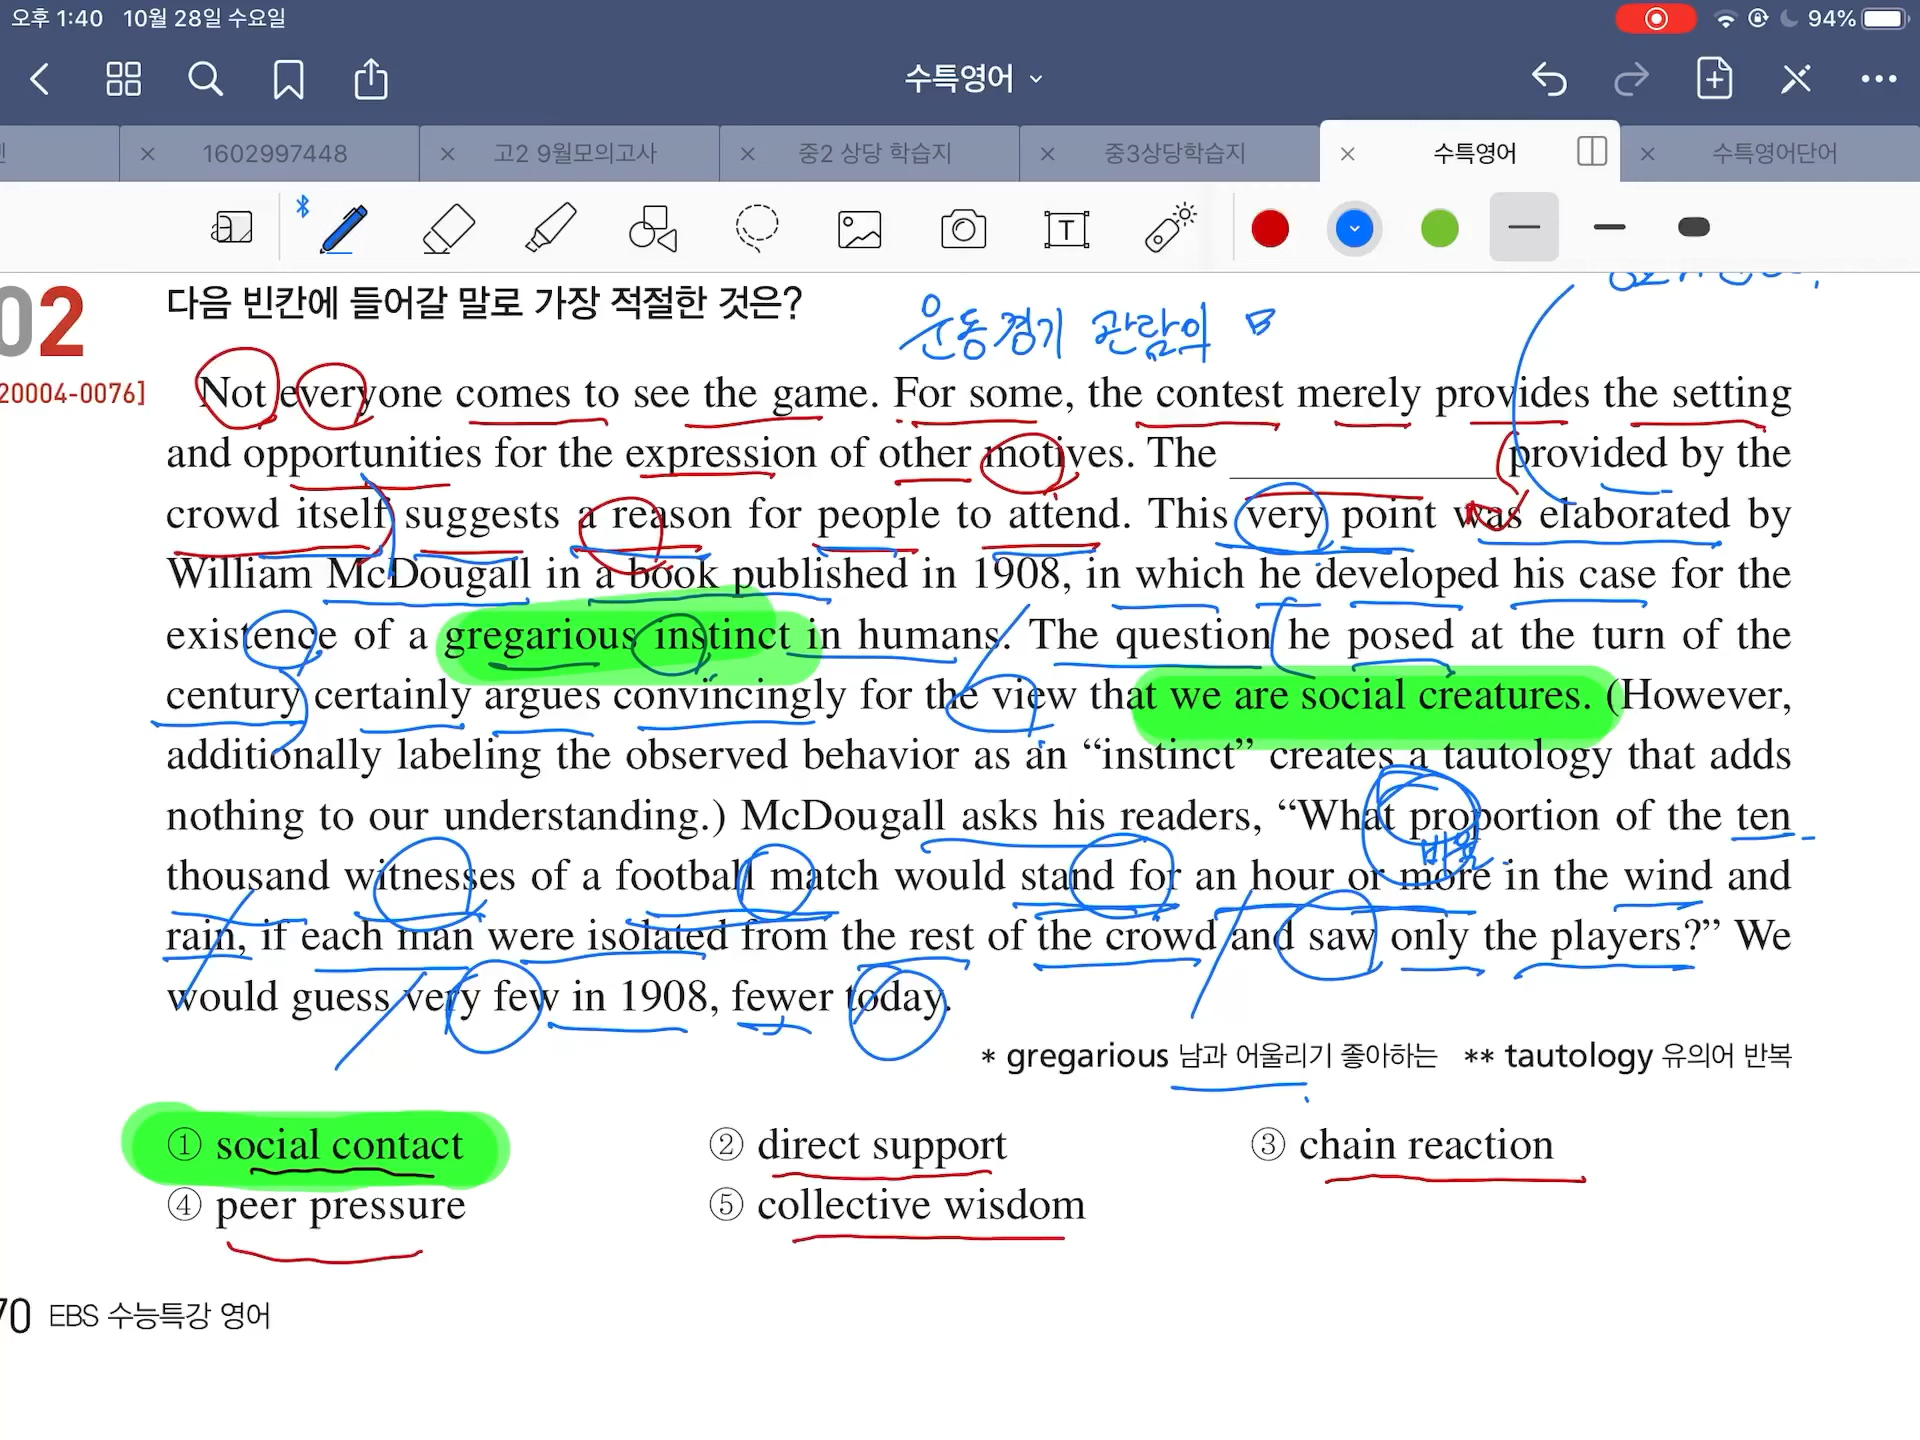 오후 1:40 10월 28일 수요일 94%
수특영어
1602997448 고2 9월모의고사 중2 상당 학습지 중3상당학습지 수특영어 수특영어단어
02 다음 빈칸에 들어갈 말로 가장 적절한 것은?
운동경기 관람의
20004-0076]
Not everyone comes to see the game. For some, the contest merely provides the setting
and opportunities for the expression of other motives. The ____________ provided by the
crowd itself suggests a reason for people to attend. This very point was elaborated by
William McDougall in a book published in 1908, in which he developed his case for the
existence of a gregarious instinct in humans. The question he posed at the turn of the
century certainly argues convincingly for the view that we are social creatures. (However,
additionally labeling the observed behavior as an “instinct” creates a tautology that adds
nothing to our understanding.) McDougall asks his readers, “What proportion of the ten
비율
thousand witnesses of a football match would stand for an hour or more in the wind and
rain, if each man were isolated from the rest of the crowd and saw only the players?” We
would guess very few in 1908, fewer today.
* gregarious 남과 어울리기 좋아하는 ** tautology 유의어 반복
① social contact ② direct support ③ chain reaction
④ peer pressure ⑤ collective wisdom
70 EBS 수능특강 영어